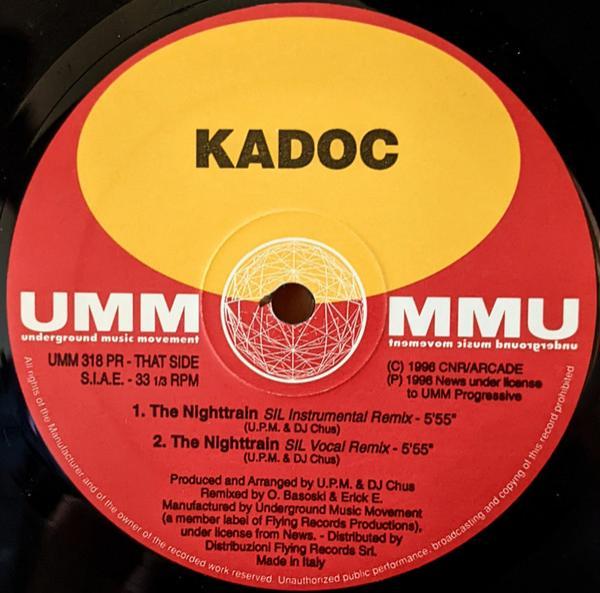 KADOC
UMM
underground music movement
UMM
underground music movement
UMM 318 PR - THAT SIDE
S.I.A.E. - 33 1/3 RPM
(C) 1996 CNR/ARCADE
(P) 1996 News under license
to UMM Progressive
1. The Nighttrain SIL Instrumental Remix - 5'55"
(U.P.M. & DJ Chus)
2. The Nighttrain SIL Vocal Remix - 5'55"
(U.P.M. & DJ Chus)
Produced and Arranged by U.P.M. & DJ Chus
Remixed by O. Basoski & Erick E.
Manufactured by Underground Music Movement
(a member label of Flying Records Productions),
under license from News. - Distributed by
Distribuzioni Flying Records Srl.
Made in Italy
All rights of the Manufacturer and of the owner of the recorded work reserved. Unauthorized public performance, broadcasting and copying of this record prohibited